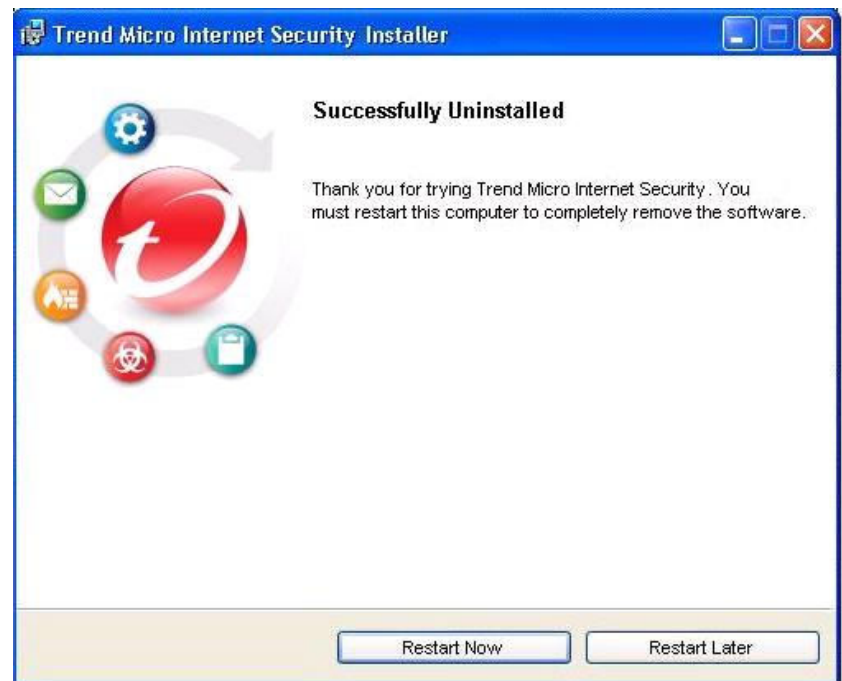 Trend Micro Internet Security Installer
Successfully Uninstalled
Thank you for trying Trend Micro Internet Security. You
must restart this computer to completely remove the software.
Restart Now
Restart Later